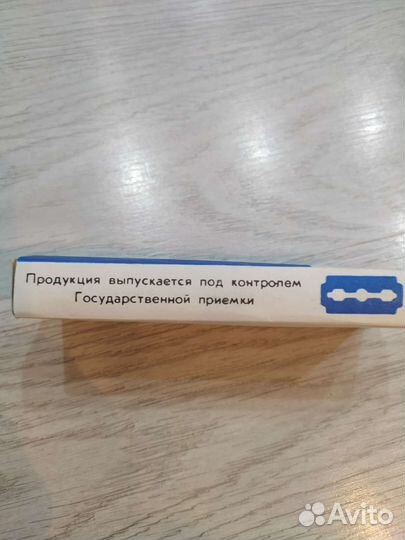 Продукция выпускается под контролем
Государственной приемки
Avito